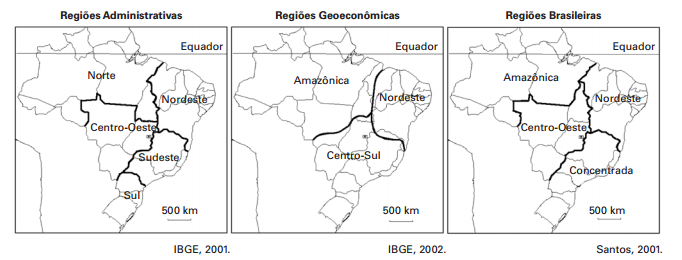 Regiões Administrativas
Equador
Norte
Nordeste
Centro-Oeste
Sudeste
Sul
500 km
IBGE, 2001.
Regiões Geoeconômicas
Equador
Amazônica
Nordeste
Centro-Sul
500 km
IBGE, 2002.
Regiões Brasileiras
Equador
Amazônica
Nordeste
Centro-Oeste
Concentrada
500 km
Santos, 2001.